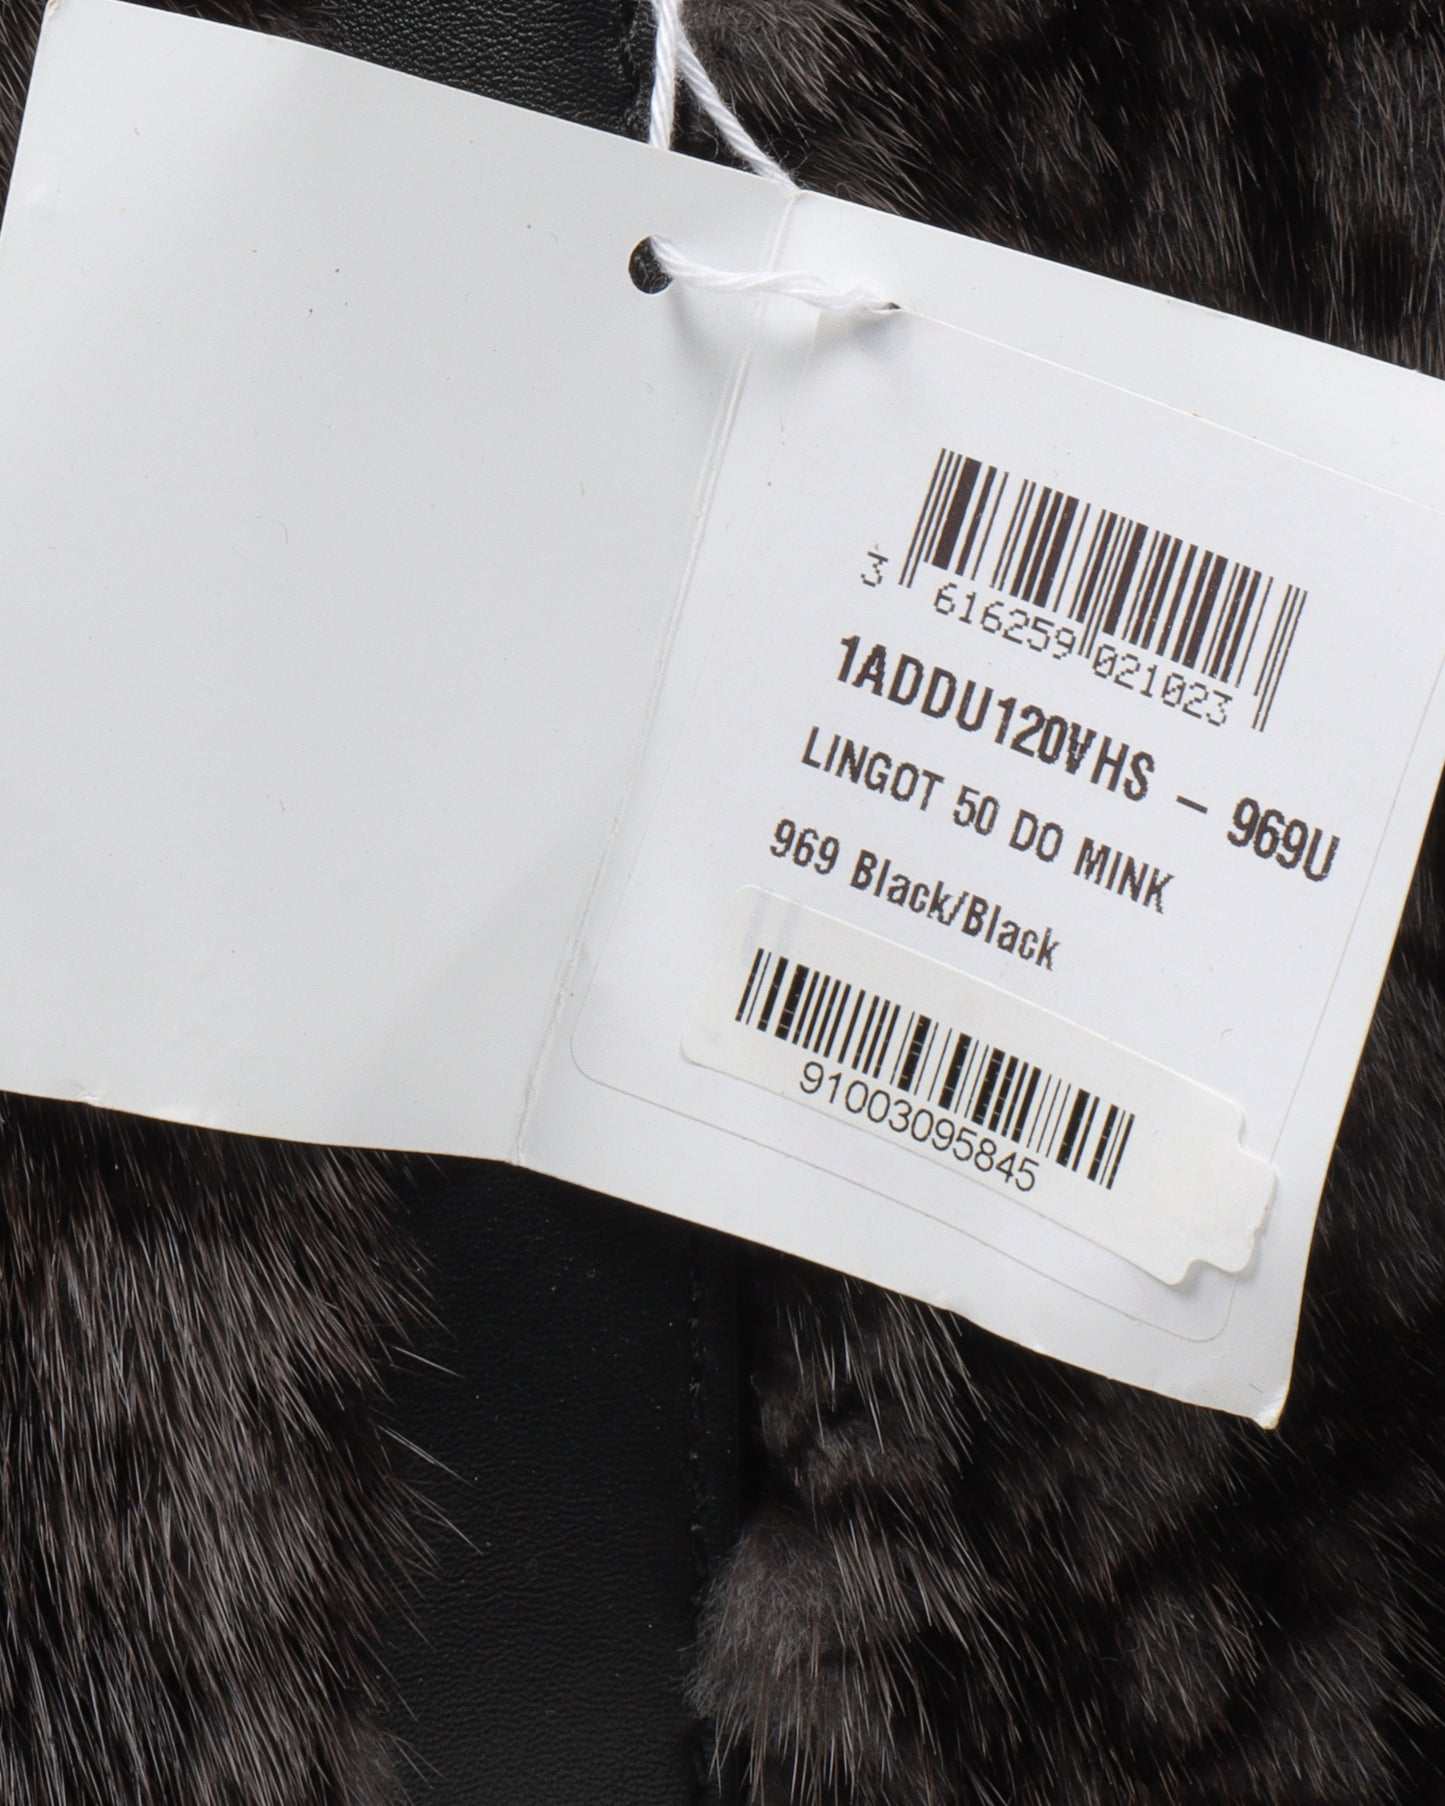 3 616259 021023
1ADDU120VHS – 969U
LINGOT 50 DO MINK
969 Black/Black
91003095845